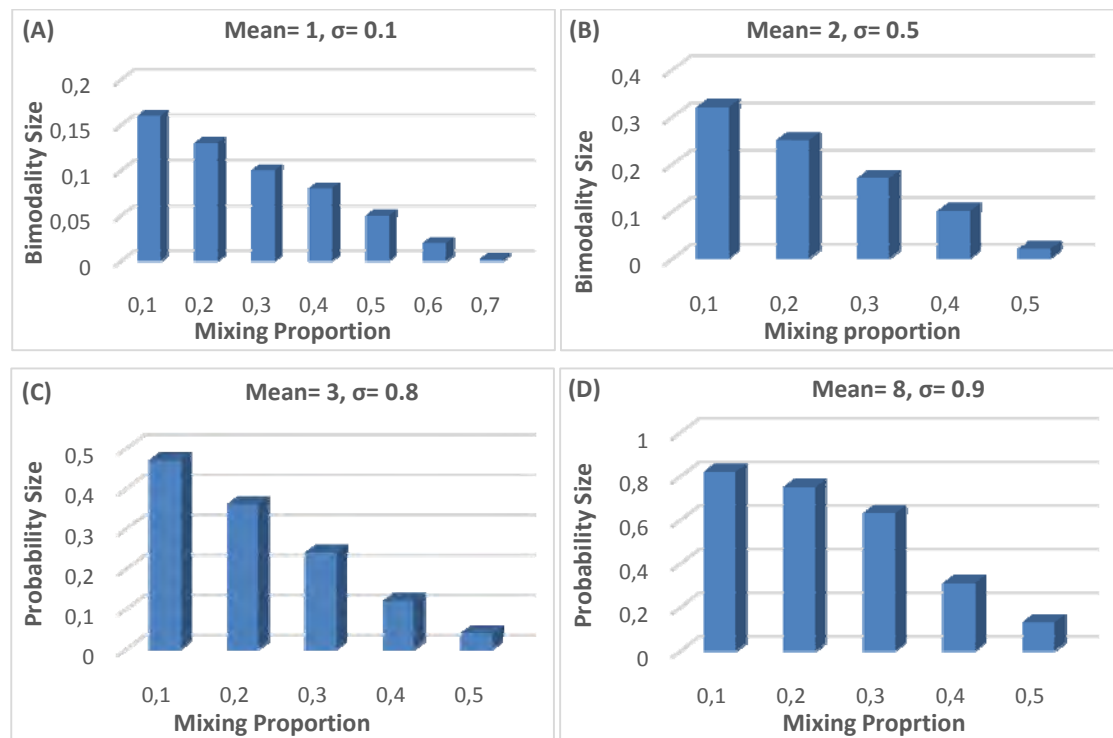 (A)
Mean= 1, σ= 0.1
Bimodality Size
0,2
0,15
0,1
0,05
0
0,1 0,2 0,3 0,4 0,5 0,6 0,7
Mixing Proportion
(B)
Mean= 2, σ= 0.5
Bimodality Size
0,4
0,3
0,2
0,1
0
0,1 0,2 0,3 0,4 0,5
Mixing proportion
(C)
Mean= 3, σ= 0.8
Probability Size
0,5
0,4
0,3
0,2
0,1
0
0,1 0,2 0,3 0,4 0,5
Mixing Proportion
(D)
Mean= 8, σ= 0.9
Probability Size
1
0,8
0,6
0,4
0,2
0
0,1 0,2 0,3 0,4 0,5
Mixing Proprtion